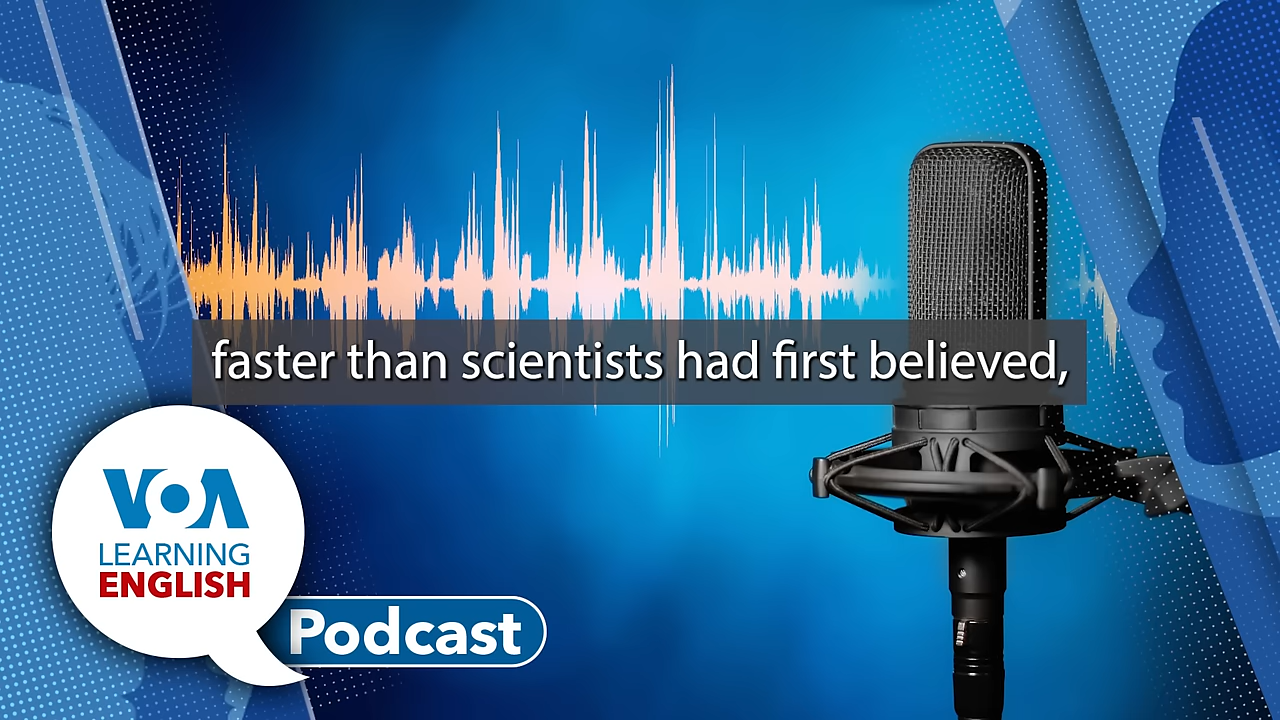 faster than scientists had first believed,
VOA
LEARNING
ENGLISH
Podcast